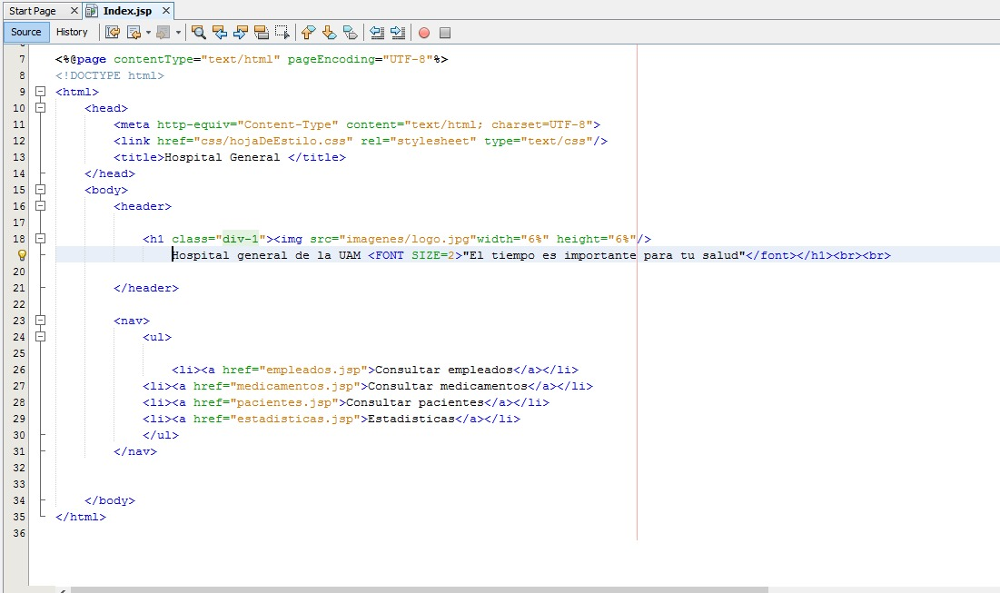 Start Page Index.jsp
Source History
7 <%@page contentType="text/html" pageEncoding="UTF-8"%>
8 <!DOCTYPE html>
9 <html>
10 <head>
11 <meta http-equiv="Content-Type" content="text/html; charset=UTF-8">
12 <link href="css/hojaDeEstilo.css" rel="stylesheet" type="text/css"/>
13 <title>Hospital General </title>
14 </head>
15 <body>
16 <header>
17
18 <h1 class="div-1"><img src="imagenes/logo.jpg"width="6%" height="6%"/>
Hospital general de la UAM <FONT SIZE=2>"El tiempo es importante para tu salud"</font></h1><br><br>
20
21 </header>
22
23 <nav>
24 <ul>
25
26 <li><a href="empleados.jsp">Consultar empleados</a></li>
27 <li><a href="medicamentos.jsp">Consultar medicamentos</a></li>
28 <li><a href="pacientes.jsp">Consultar pacientes</a></li>
29 <li><a href="estadisticas.jsp">Estadisticas</a></li>
30 </ul>
31 </nav>
32
33
34 </body>
35 </html>
36